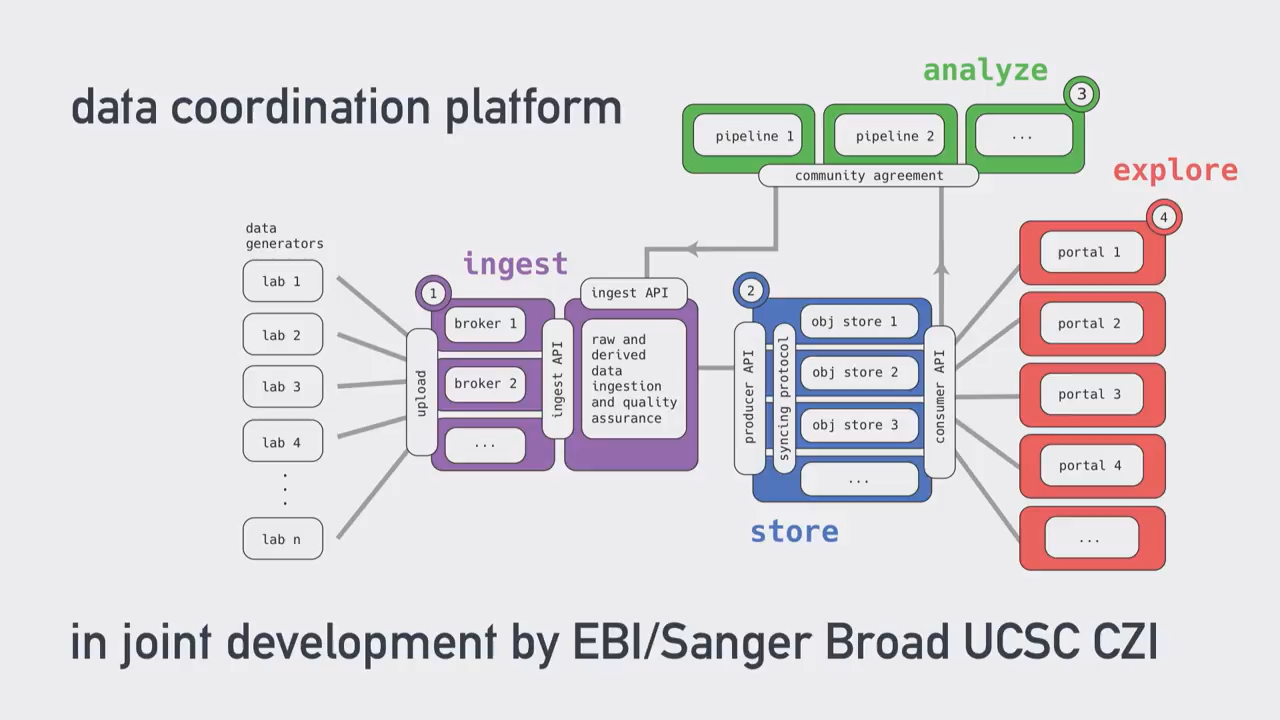 data coordination platform
analyze
3
pipeline 1
pipeline 2
...
community agreement
explore
4
portal 1
portal 2
portal 3
portal 4
...
data
generators
lab 1
lab 2
lab 3
lab 4
lab n
upload
ingest
1
broker 1
broker 2
...
ingest API
ingest API
raw and
derived
data
ingestion
and quality
assurance
2
producer API
syncing protocol
obj store 1
obj store 2
obj store 3
...
consumer API
store
in joint development by EBI/Sanger Broad UCSC CZI